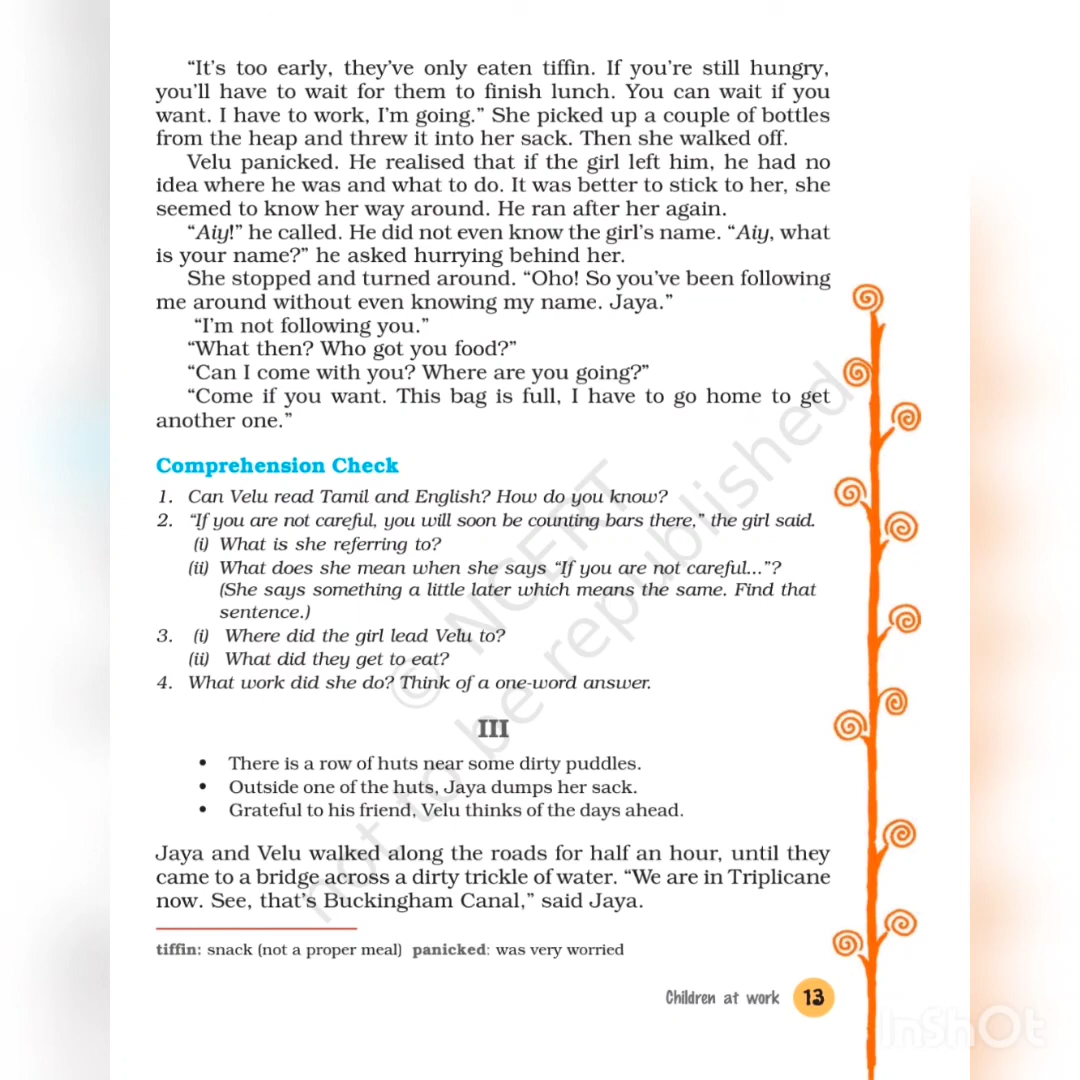 “It’s too early, they’ve only eaten tiffin. If you’re still hungry,
you’ll have to wait for them to finish lunch. You can wait if you
want. I have to work, I’m going.” She picked up a couple of bottles
from the heap and threw it into her sack. Then she walked off.
Velu panicked. He realised that if the girl left him, he had no
idea where he was and what to do. It was better to stick to her, she
seemed to know her way around. He ran after her again.
“Aiy!” he called. He did not even know the girl’s name. “Aiy, what
is your name?” he asked hurrying behind her.
She stopped and turned around. “Oho! So you’ve been following
me around without even knowing my name. Jaya.”
“I’m not following you.”
“What then? Who got you food?”
“Can I come with you? Where are you going?”
“Come if you want. This bag is full, I have to go home to get
another one.”
Comprehension Check
1. Can Velu read Tamil and English? How do you know?
2. “If you are not careful, you will soon be counting bars there,” the girl said.
(i) What is she referring to?
(ii) What does she mean when she says “If you are not careful...”?
(She says something a little later which means the same. Find that
sentence.)
3. (i) Where did the girl lead Velu to?
(ii) What did they get to eat?
4. What work did she do? Think of a one-word answer.
III
• There is a row of huts near some dirty puddles.
• Outside one of the huts, Jaya dumps her sack.
• Grateful to his friend, Velu thinks of the days ahead.
Jaya and Velu walked along the roads for half an hour, until they
came to a bridge across a dirty trickle of water. “We are in Triplicane
now. See, that’s Buckingham Canal,” said Jaya.
tiffin: snack (not a proper meal) panicked: was very worried
Children at work 13
© NCERT
not to be republished
InShOt